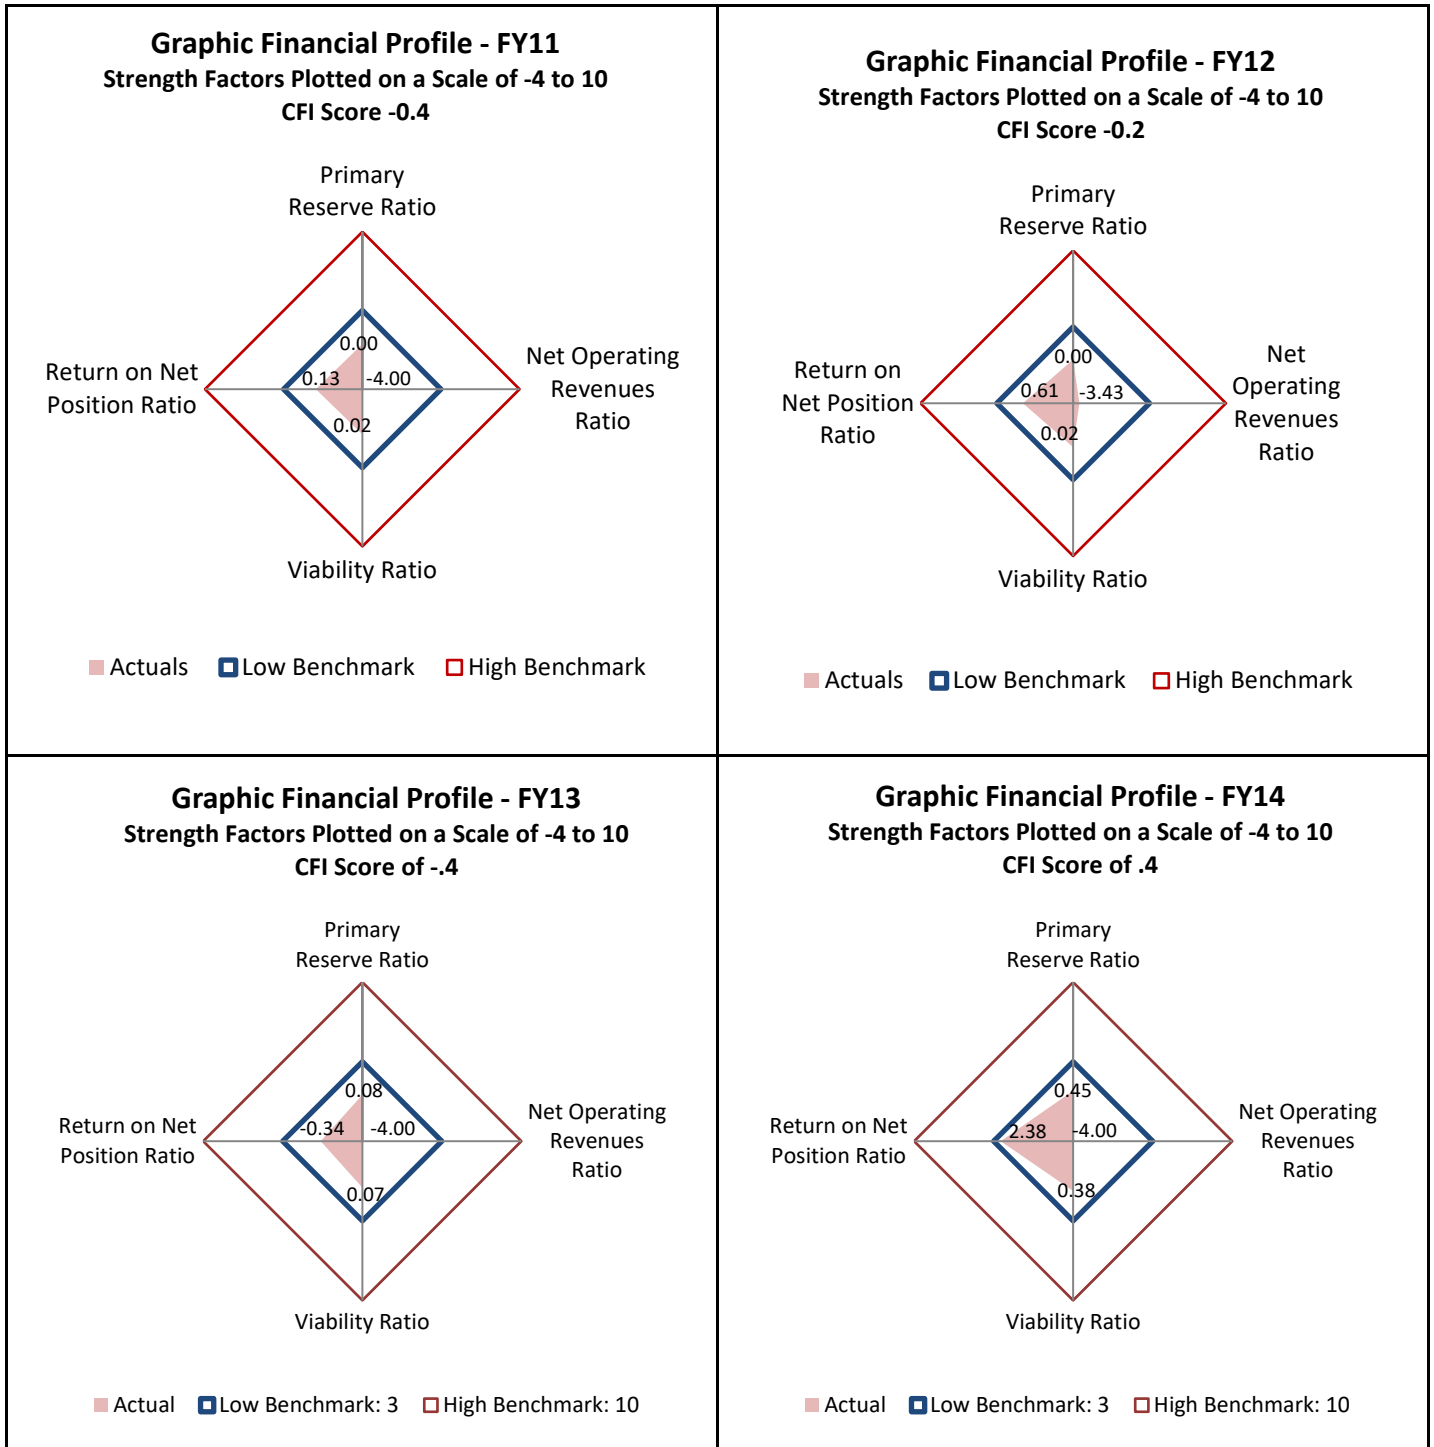 Graphic Financial Profile - FY11
Strength Factors Plotted on a Scale of -4 to 10
CFI Score -0.4
Primary
Reserve Ratio
0.00
Return on Net
Position Ratio
0.13
-4.00
Net Operating
Revenues
Ratio
0.02
Viability Ratio
Actuals
Low Benchmark
High Benchmark
Graphic Financial Profile - FY12
Strength Factors Plotted on a Scale of -4 to 10
CFI Score -0.2
Primary
Reserve Ratio
0.00
Return on
Net Position
Ratio
0.61
-3.43
Net
Operating
Revenues
Ratio
0.02
Viability Ratio
Actuals
Low Benchmark
High Benchmark
Graphic Financial Profile - FY13
Strength Factors Plotted on a Scale of -4 to 10
CFI Score of -.4
Primary
Reserve Ratio
0.08
Return on Net
Position Ratio
-0.34
-4.00
Net Operating
Revenues
Ratio
0.07
Viability Ratio
Actual
Low Benchmark: 3
High Benchmark: 10
Graphic Financial Profile - FY14
Strength Factors Plotted on a Scale of -4 to 10
CFI Score of .4
Primary
Reserve Ratio
0.45
Return on Net
Position Ratio
2.38
-4.00
Net Operating
Revenues
Ratio
0.38
Viability Ratio
Actual
Low Benchmark: 3
High Benchmark: 10